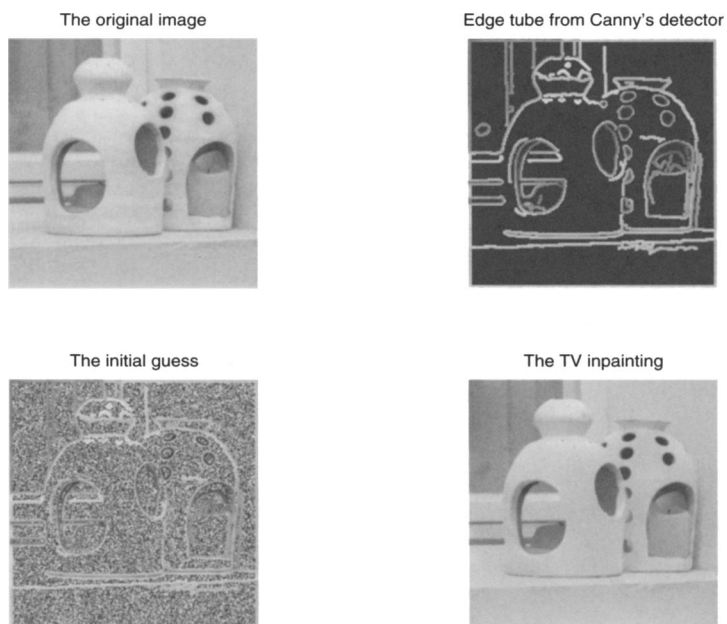 The original image
Edge tube from Canny's detector
The initial guess
The TV inpainting